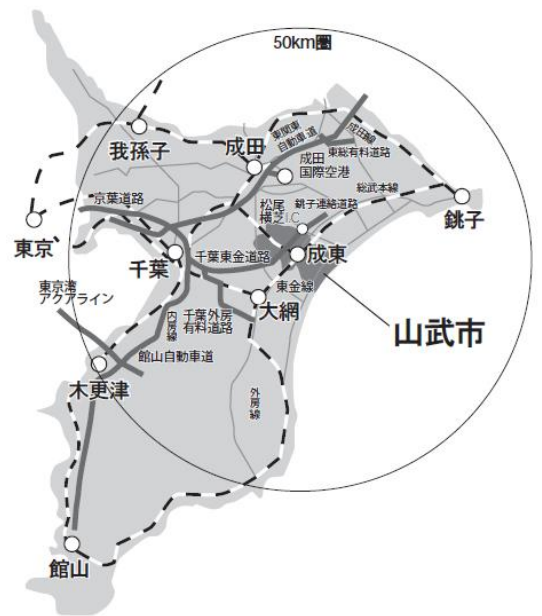 50km圏
我孫子
成田
東関東
自動車道
成田線
東総有料道路
成田
国際空港
京葉道路
総武本線
松尾
横芝I.C
銚子連絡道路
銚子
東京
千葉
千葉東金道路
成東
東金線
東京湾
アクアライン
大網
内房線
千葉外房
有料道路
山武市
館山自動車道
木更津
外房線
館山